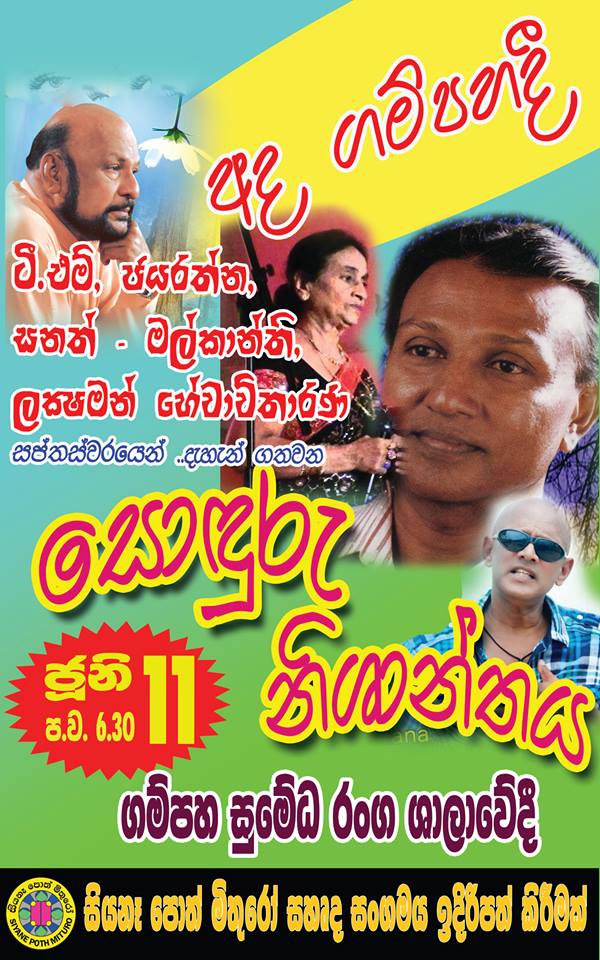 අද ගම්පහදී
ටී.එම්, ජයරත්න,
සනත් - මල්කාන්ති,
ලක්ෂමන් හේවාවිතාරණ
සප්තස්වරයෙන් ..දැහැන් ගතවන
සොඳුරු
නිශාන්තය
ජූනි 11
ප.ව. 6.30
ගම්පහ සුමේධ රංග ශාලාවේදී
සියනෑ පොත් මිතුරෝ
SIYANE POTH MITURO
සියනෑ පොත් මිතුරෝ සහෘද සංගමය ඉදිරිපත් කිරීමක්